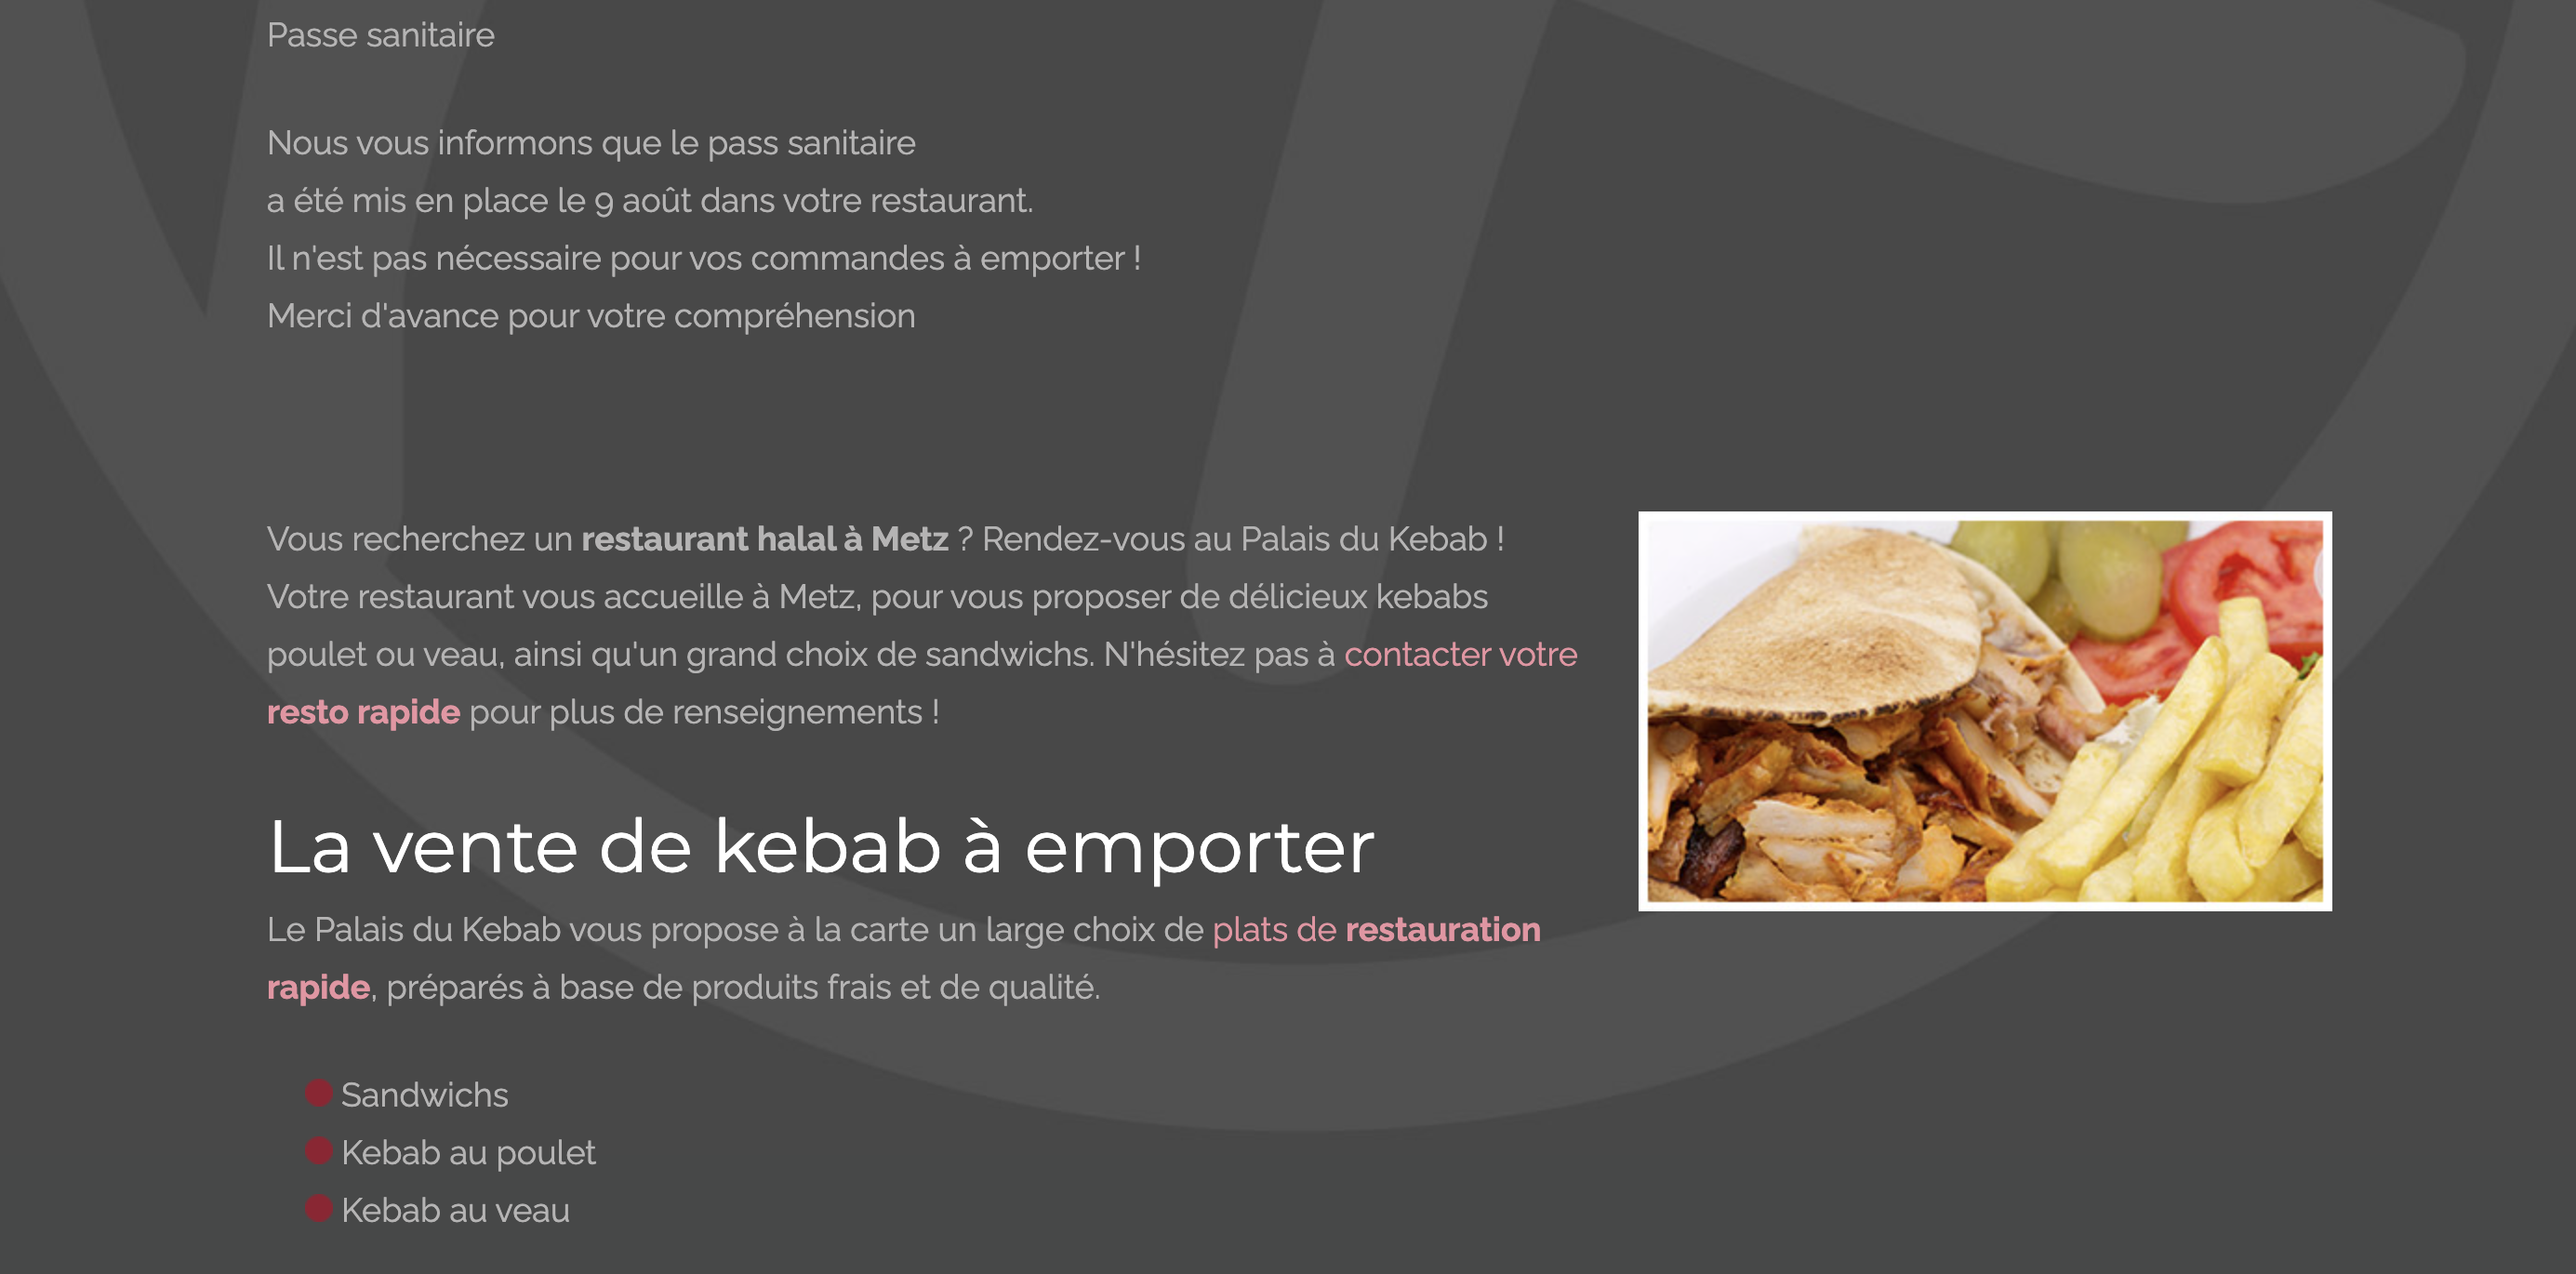 Passe sanitaire
Nous vous informons que le pass sanitaire
a été mis en place le 9 août dans votre restaurant.
Il n'est pas nécessaire pour vos commandes à emporter !
Merci d'avance pour votre compréhension
Vous recherchez un restaurant halal à Metz ? Rendez-vous au Palais du Kebab !
Votre restaurant vous accueille à Metz, pour vous proposer de délicieux kebabs
poulet ou veau, ainsi qu'un grand choix de sandwichs. N'hésitez pas à contacter votre
resto rapide pour plus de renseignements !
La vente de kebab à emporter
Le Palais du Kebab vous propose à la carte un large choix de plats de restauration
rapide, préparés à base de produits frais et de qualité.
Sandwichs
Kebab au poulet
Kebab au veau